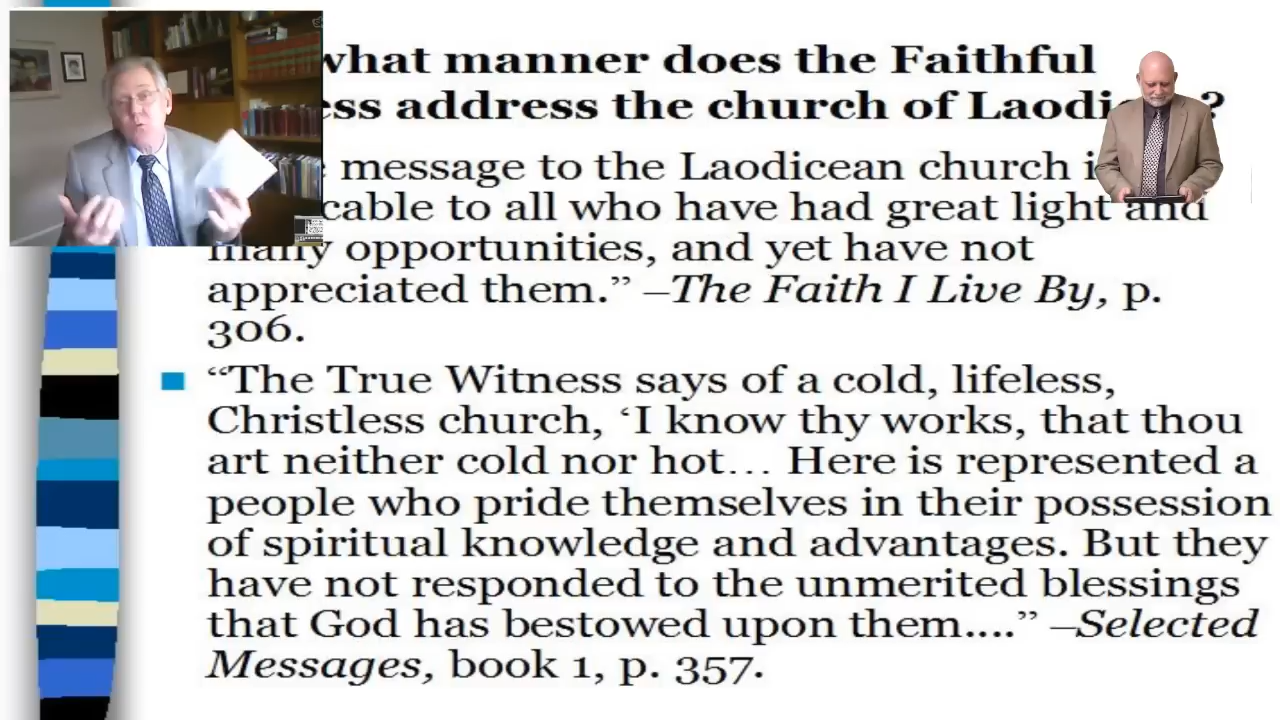 what manner does the Faithful
ess address the church of Laodi ?
message to the Laodicean church i
cable to all who have had great light and
many opportunities, and yet have not
appreciated them.” –The Faith I Live By, p.
306.
“The True Witness says of a cold, lifeless,
Christless church, ‘I know thy works, that thou
art neither cold nor hot… Here is represented a
people who pride themselves in their possession
of spiritual knowledge and advantages. But they
have not responded to the unmerited blessings
that God has bestowed upon them....” –Selected
Messages, book 1, p. 357.